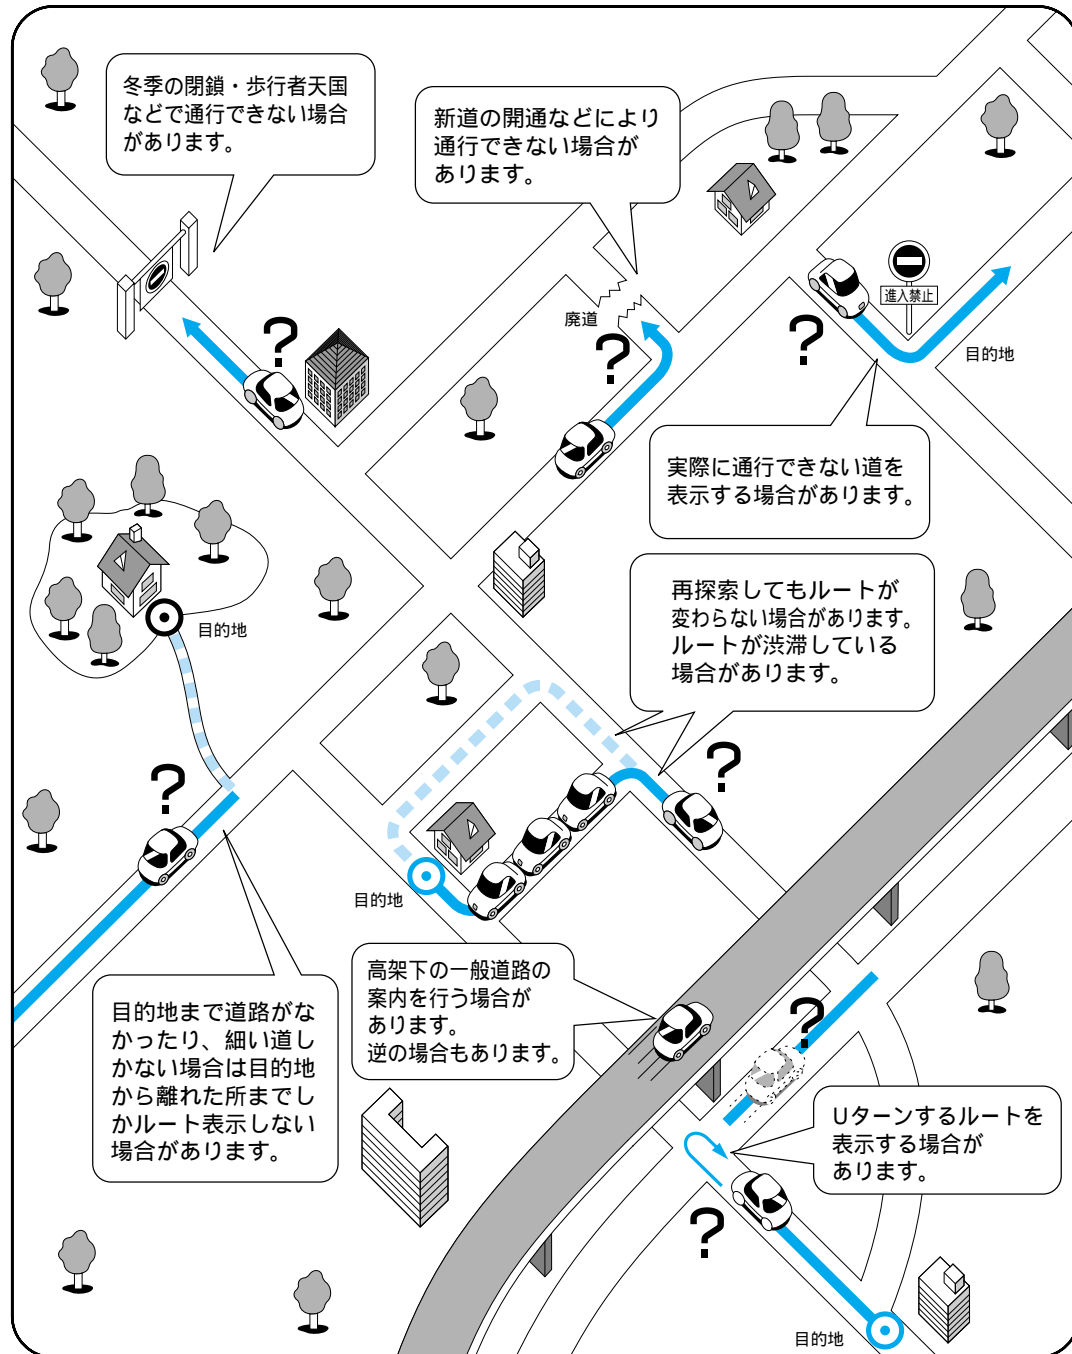 冬季の閉鎖・歩行者天国
などで通行できない場合
があります。
新道の開通などにより
通行できない場合が
あります。
廃道
進入禁止
目的地
実際に通行できない道を
表示する場合があります。
再探索してもルートが
変わらない場合があります。
ルートが渋滞している
場合があります。
目的地
目的地
高架下の一般道路の
案内を行う場合が
あります。
逆の場合もあります。
目的地まで道路がな
かったり、細い道し
かない場合は目的地
から離れた所までし
かルート表示しない
場合があります。
Uターンするルートを
表示する場合が
あります。
目的地
?
?
?
?
?
?
?